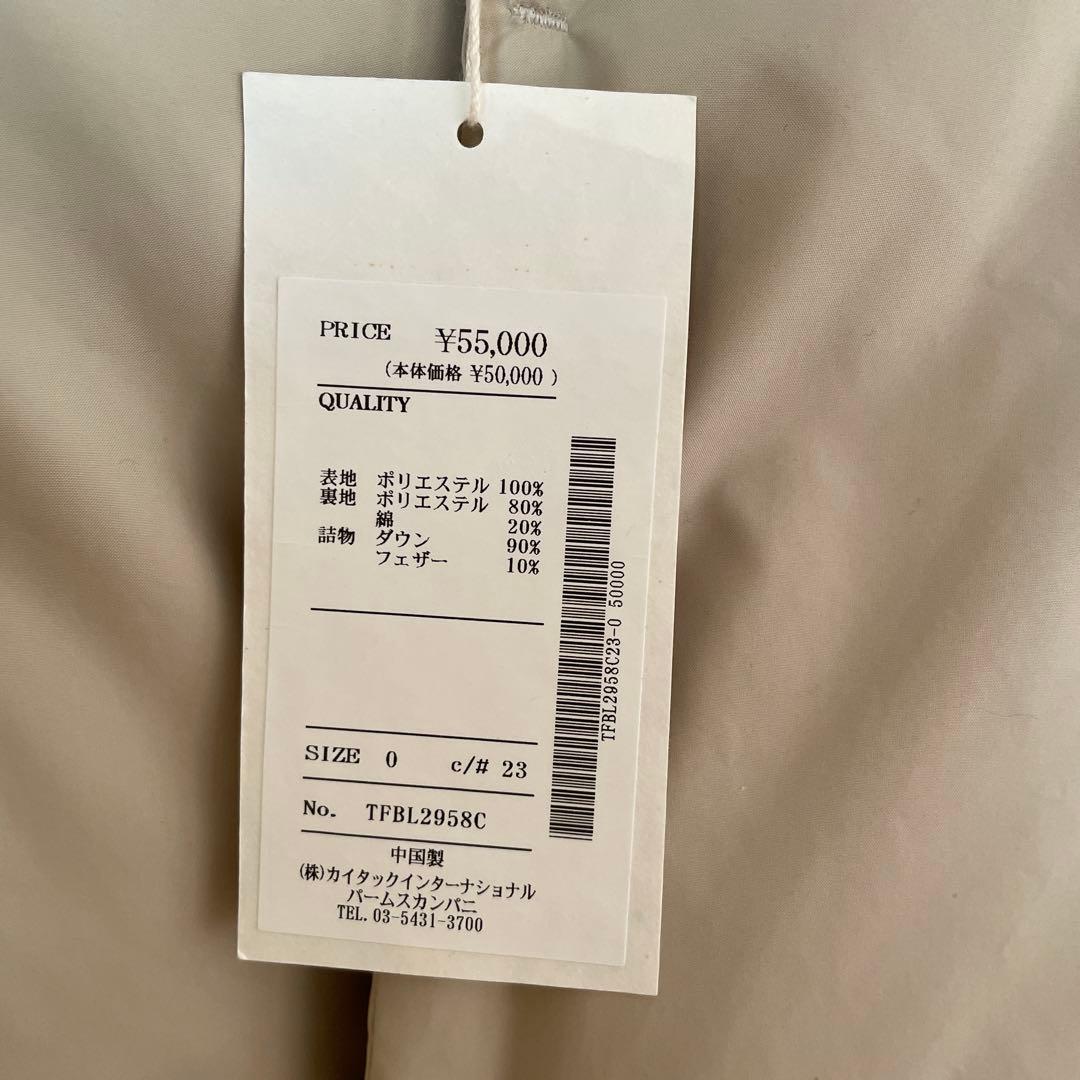 PRICE ¥55,000
(本体価格 ¥50,000 )
QUALITY
表地 ポリエステル 100%
裏地 ポリエステル 80%
綿 20%
詰物 ダウン 90%
フェザー 10%
SIZE 0 c/# 23
No. TFBL2958C
中国製
(株)カイタックインターナショナル
パームスカンパニ
TEL. 03-5431-3700
TFBL2958C23-0 50000